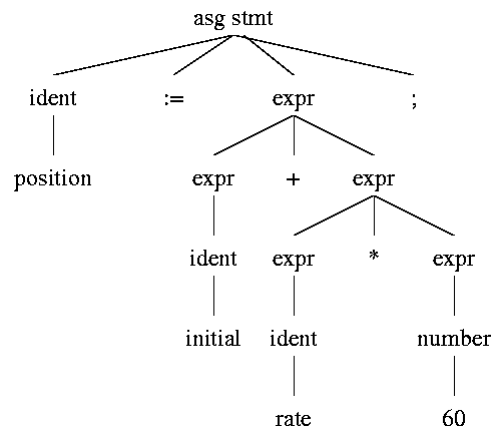 asg stmt
ident := expr ;
position expr + expr
ident expr * expr
initial ident number
rate 60